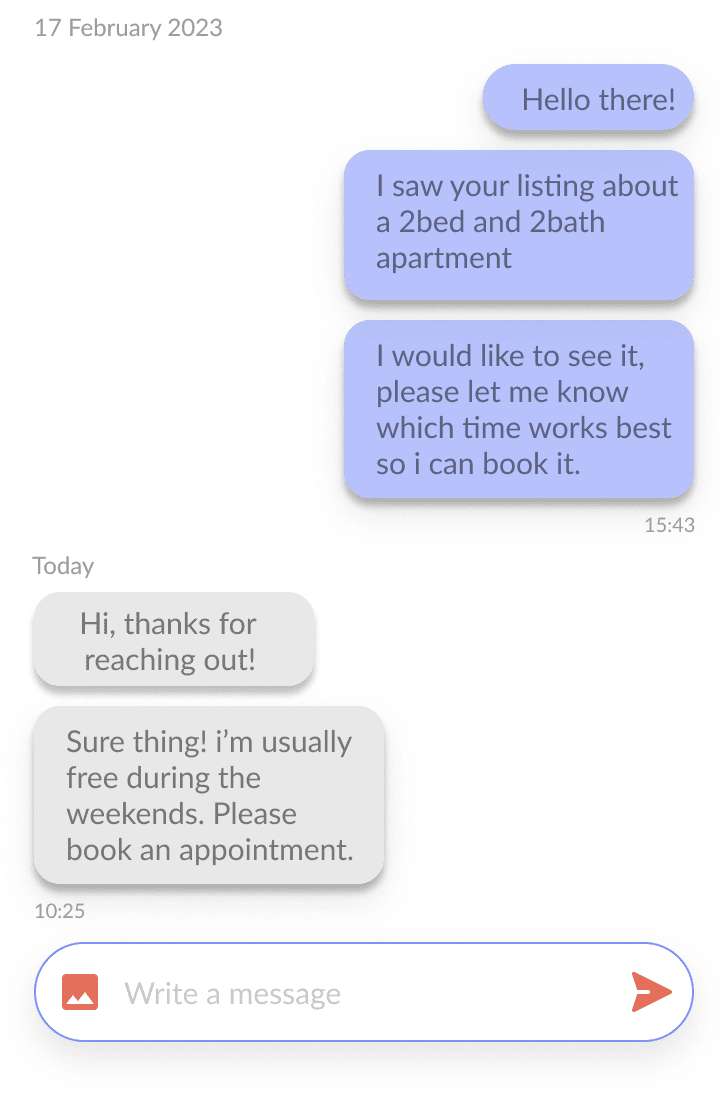 17 February 2023
Hello there!
I saw your listing about
a 2bed and 2bath
apartment
I would like to see it,
please let me know
which time works best
so i can book it.
15:43
Today
Hi, thanks for
reaching out!
Sure thing! i’m usually
free during the
weekends. Please
book an appointment.
10:25
Write a message